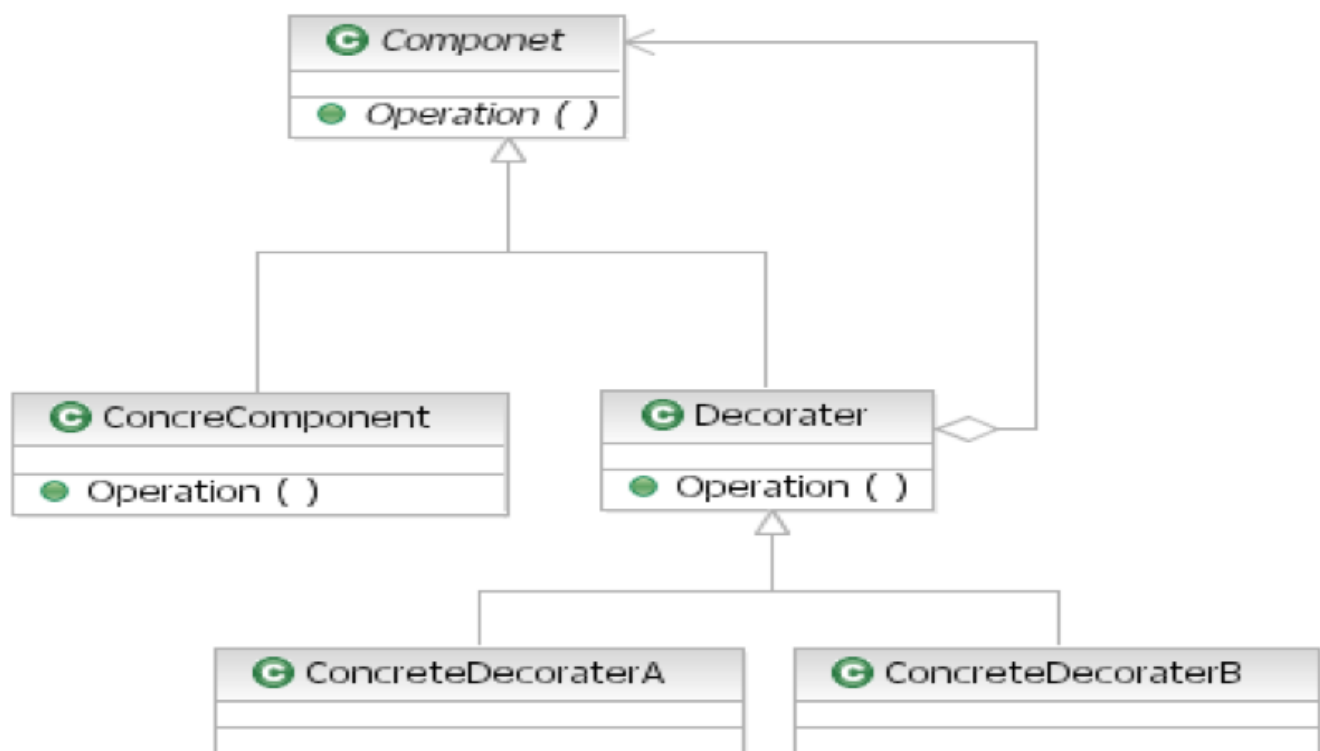 Componet
Operation ( )
ConcreComponent
Operation ( )
Decorater
Operation ( )
ConcreteDecoraterA
ConcreteDecoraterB